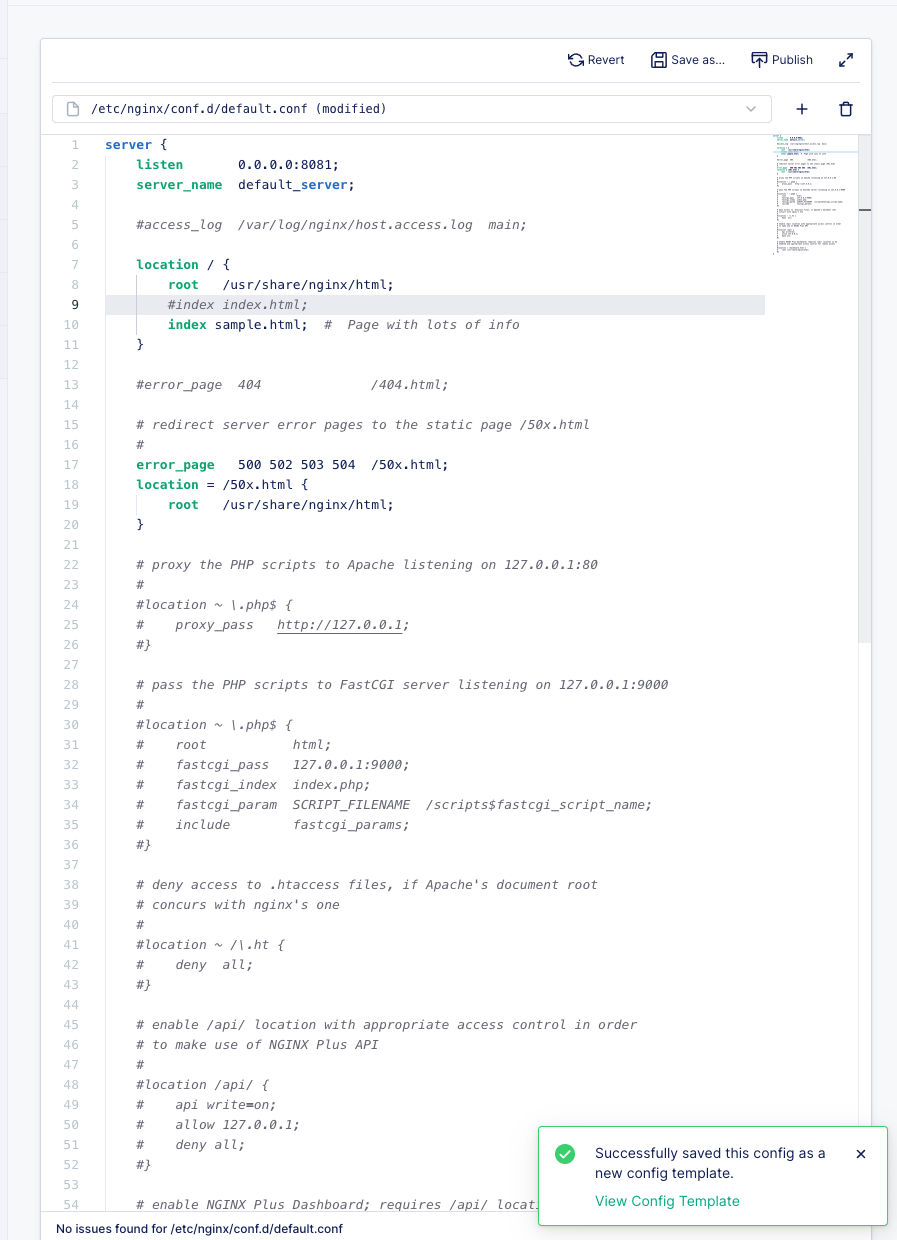 Revert Save as... Publish
/etc/nginx/conf.d/default.conf (modified)
1 server {
2 listen 0.0.0.0:8081;
3 server_name default_server;
4
5 #access_log /var/log/nginx/host.access.log main;
6
7 location / {
8 root /usr/share/nginx/html;
9 #index index.html;
10 index sample.html; # Page with lots of info
11 }
12
13 #error_page 404 /404.html;
14
15 # redirect server error pages to the static page /50x.html
16 #
17 error_page 500 502 503 504 /50x.html;
18 location = /50x.html {
19 root /usr/share/nginx/html;
20 }
21
22 # proxy the PHP scripts to Apache listening on 127.0.0.1:80
23 #
24 #location ~ \.php$ {
25 # proxy_pass http://127.0.0.1;
26 #}
27
28 # pass the PHP scripts to FastCGI server listening on 127.0.0.1:9000
29 #
30 #location ~ \.php$ {
31 # root html;
32 # fastcgi_pass 127.0.0.1:9000;
33 # fastcgi_index index.php;
34 # fastcgi_param SCRIPT_FILENAME /scripts$fastcgi_script_name;
35 # include fastcgi_params;
36 #}
37
38 # deny access to .htaccess files, if Apache's document root
39 # concurs with nginx's one
40 #
41 #location ~ /\.ht {
42 # deny all;
43 #}
44
45 # enable /api/ location with appropriate access control in order
46 # to make use of NGINX Plus API
47 #
48 #location /api/ {
49 # api write=on;
50 # allow 127.0.0.1;
51 # deny all;
52 #}
53
54 # enable NGINX Plus Dashboard; requires /api/
Successfully saved this config as a
new config template.
View Config Template
No issues found for /etc/nginx/conf.d/default.conf